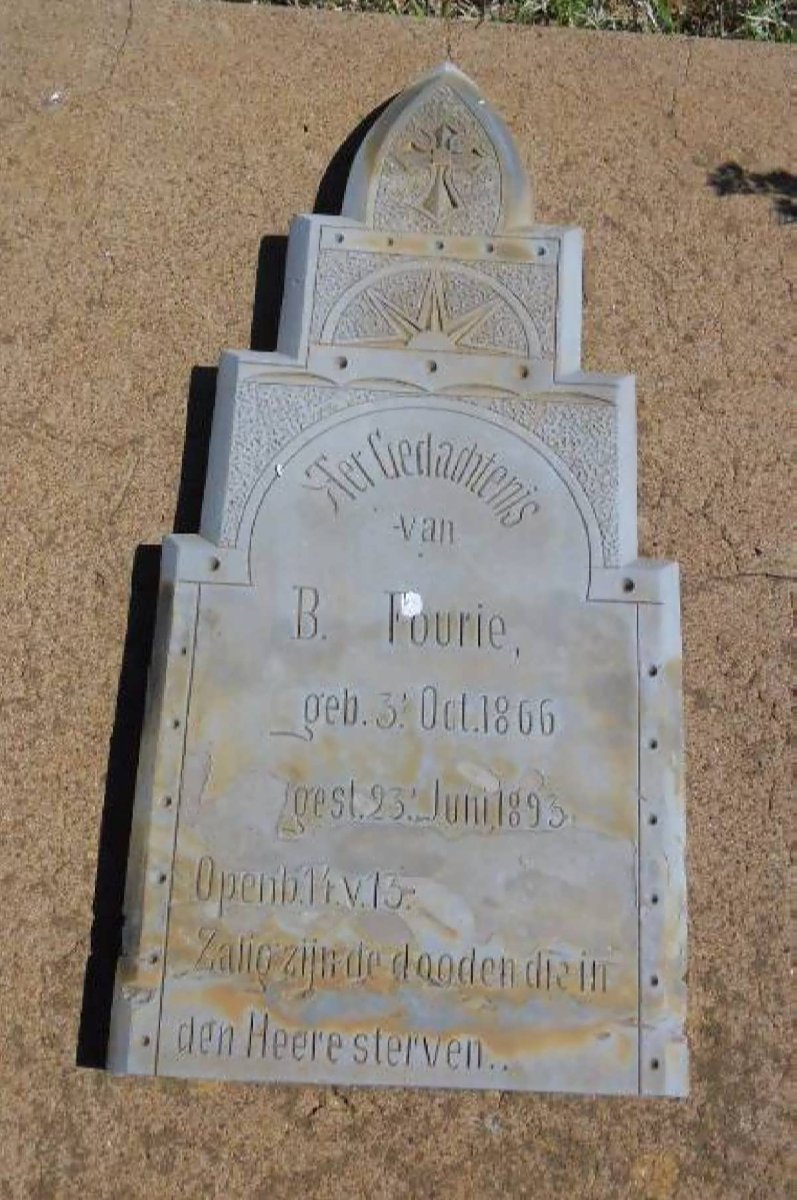 Ter Gedachtenis
van
B. Fourie,
geb. 3: Oct. 1866
gest. 23: Juni, 1893
Openb. 14. v. 13:
Zalig zijn de dooden die in
den Heere sterven..